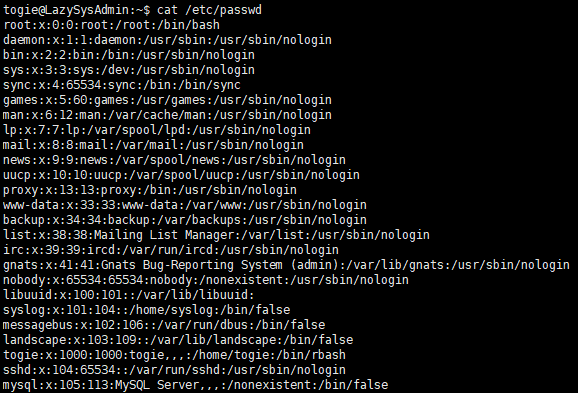 togie@LazySysAdmin:~$ cat /etc/passwd
root:x:0:0:root:/root:/bin/bash
daemon:x:1:1:daemon:/usr/sbin:/usr/sbin/nologin
bin:x:2:2:bin:/bin:/usr/sbin/nologin
sys:x:3:3:sys:/dev:/usr/sbin/nologin
sync:x:4:65534:sync:/bin:/bin/sync
games:x:5:60:games:/usr/games:/usr/sbin/nologin
man:x:6:12:man:/var/cache/man:/usr/sbin/nologin
lp:x:7:7:lp:/var/spool/lpd:/usr/sbin/nologin
mail:x:8:8:mail:/var/mail:/usr/sbin/nologin
news:x:9:9:news:/var/spool/news:/usr/sbin/nologin
uucp:x:10:10:uucp:/var/spool/uucp:/usr/sbin/nologin
proxy:x:13:13:proxy:/bin:/usr/sbin/nologin
www-data:x:33:33:www-data:/var/www:/usr/sbin/nologin
backup:x:34:34:backup:/var/backups:/usr/sbin/nologin
list:x:38:38:Mailing List Manager:/var/list:/usr/sbin/nologin
irc:x:39:39:ircd:/var/run/ircd:/usr/sbin/nologin
gnats:x:41:41:Gnats Bug-Reporting System (admin):/var/lib/gnats:/usr/sbin/nologin
nobody:x:65534:65534:nobody:/nonexistent:/usr/sbin/nologin
libuuid:x:100:101::/var/lib/libuuid:
syslog:x:101:104::/home/syslog:/bin/false
messagebus:x:102:106::/var/run/dbus:/bin/false
landscape:x:103:109::/var/lib/landscape:/bin/false
togie:x:1000:1000:togie,,,:/home/togie:/bin/rbash
sshd:x:104:65534::/var/run/sshd:/usr/sbin/nologin
mysql:x:105:113:MySQL Server,,,:/nonexistent:/bin/false